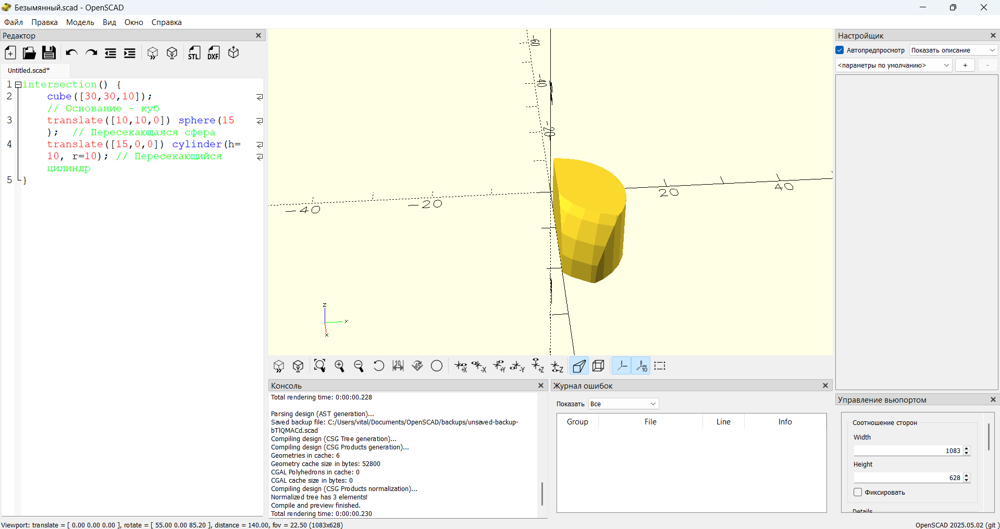 Безымянный.scad - OpenSCAD
Файл Правка Модель Вид Окно Справка
Редактор
STL DXF
Untitled.scad*
1 intersection() {
2 cube([30,30,10]);
// Основание - куб
3 translate([10,10,0]) sphere(15
); // Пересекающаяся сфера
4 translate([15,0,0]) cylinder(h=
10, r=10); // Пересекающийся
цилиндр
5 }
-60
-40
-20
-40
-20
20
40
z
y
x
10 45 +X -X +Y -Y +Z -Z 10
Консоль
Total rendering time: 0:00:00.228
Parsing design (AST generation)...
Saved backup file: C:/Users/vital/Documents/OpenSCAD/backups/unsaved-backup-
bTIQMACd.scad
Compiling design (CSG Tree generation)...
Compiling design (CSG Products generation)...
Geometries in cache: 6
Geometry cache size in bytes: 52800
CGAL Polyhedrons in cache: 0
CGAL cache size in bytes: 0
Compiling design (CSG Products normalization)...
Normalized tree has 3 elements!
Compile and preview finished.
Total rendering time: 0:00:00.230
Журнал ошибок
Показать Все
Group File Line Info
Настройщик
Автопредпросмотр Показать описание
<параметры по умолчанию> + -
Управление вьюпортом
Соотношение сторон
Width
1083
Height
628
Фиксировать
Details
Viewport: translate = [ 0.00 0.00 0.00 ], rotate = [ 55.00 0.00 85.20 ], distance = 140.00, fov = 22.50 (1083x628)
OpenSCAD 2025.05.02 (git )